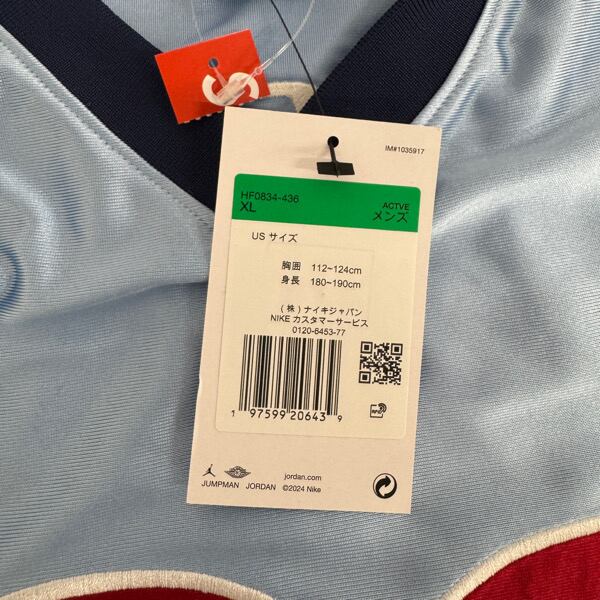 S
IM#1035917
HF0834-436
XL
ACTVE
メンズ
US サイズ
胸囲 112~124cm
身長 180~190cm
(株)ナイキジャパン
NIKE カスタマーサービス
0120-6453-77
1 97599 20643 9
RFID
jordan.com
JUMPMAN JORDAN ©2024 Nike